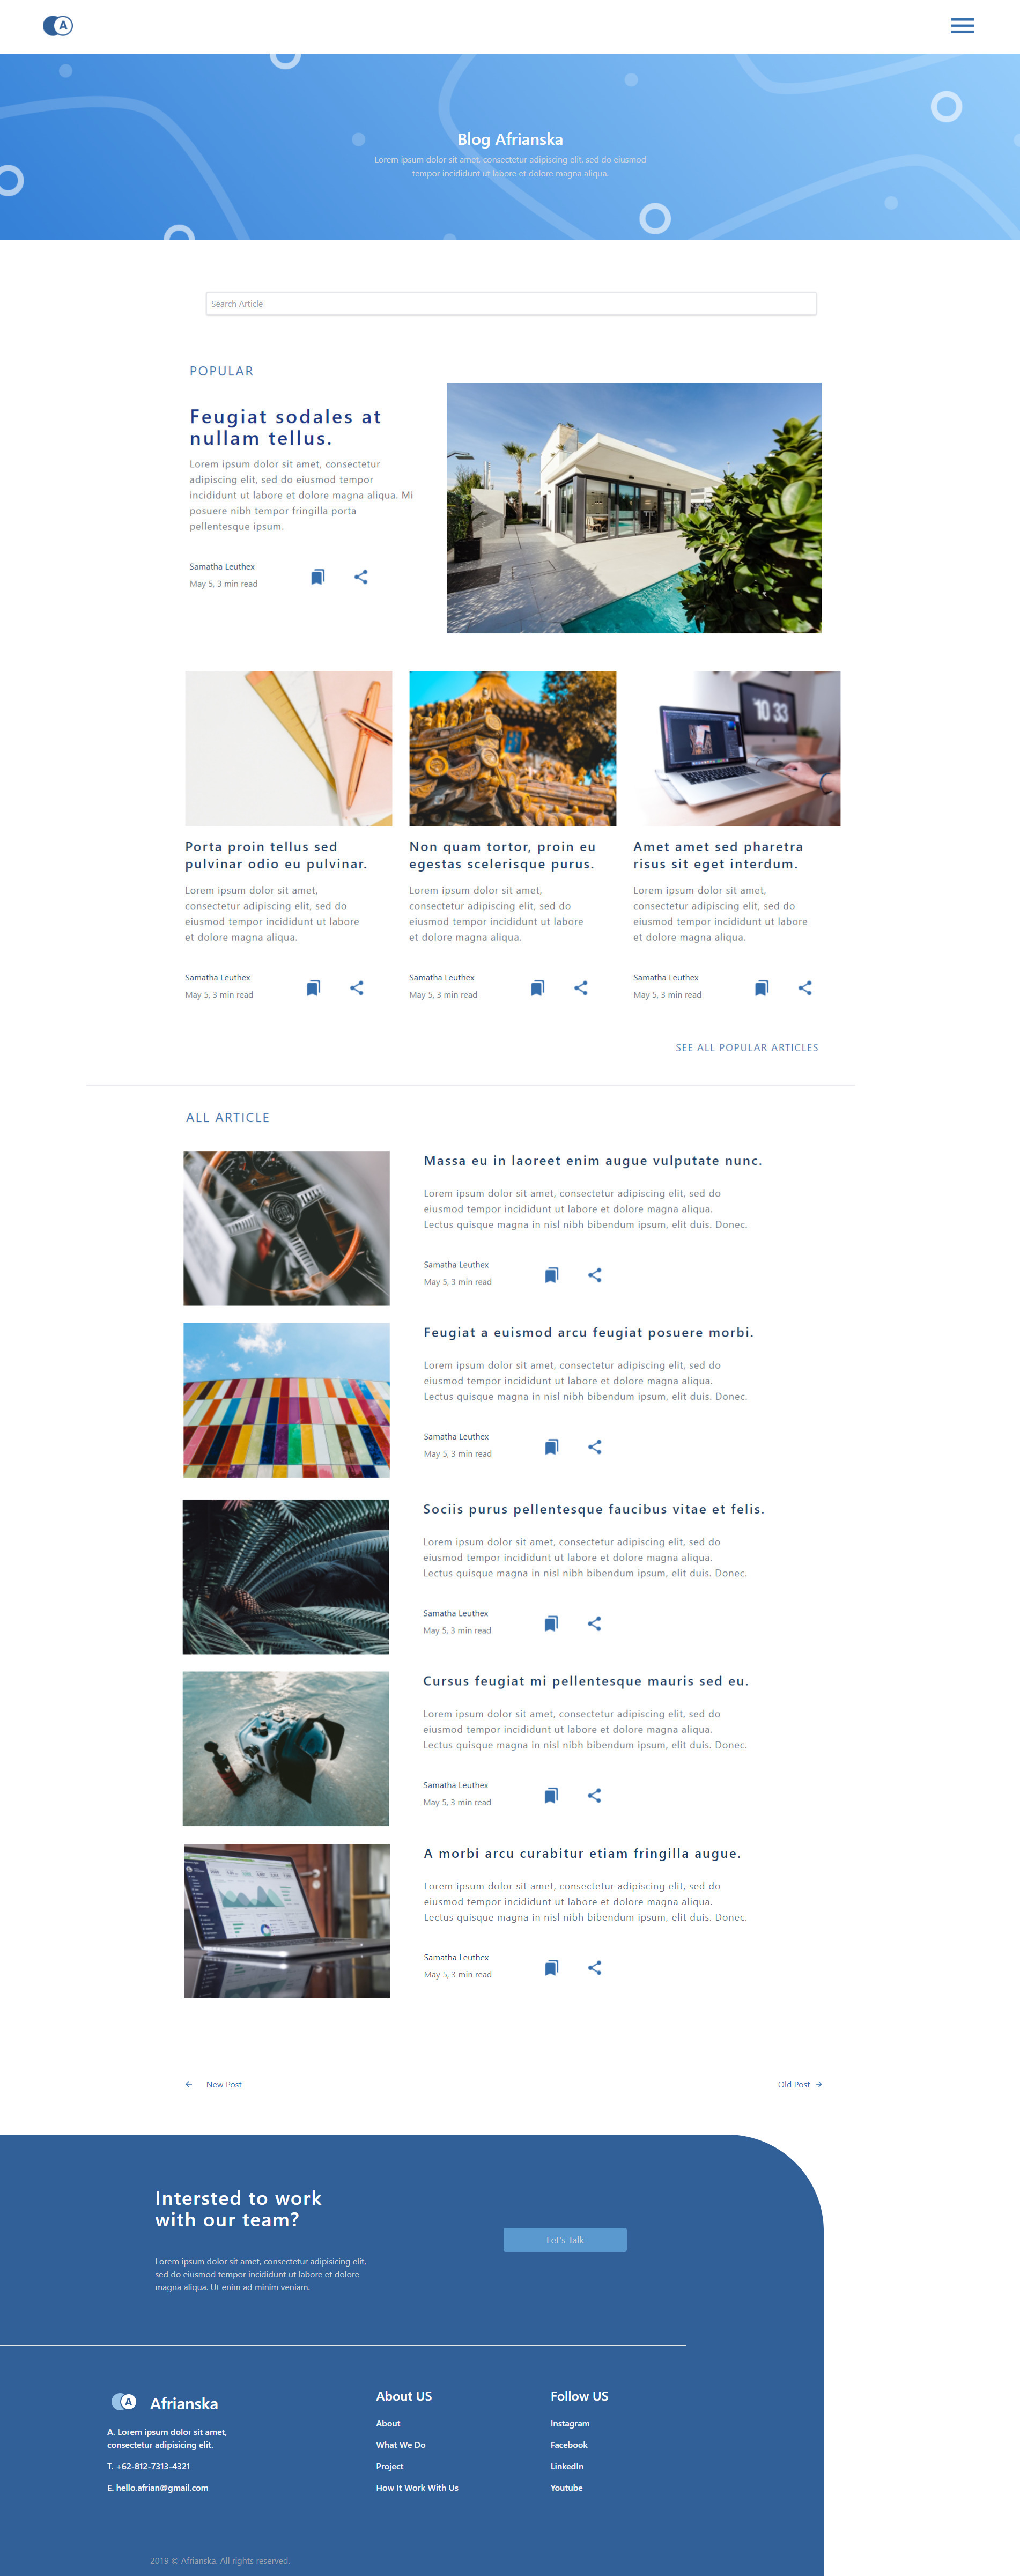 A
Blog Afrianska
Lorem ipsum dolor sit amet, consectetur adipiscing elit, sed do eiusmod
tempor incididunt ut labore et dolore magna aliqua.
Search Article
POPULAR
Feugiat sodales at
nullam tellus.
Lorem ipsum dolor sit amet, consectetur
adipiscing elit, sed do eiusmod tempor
incididunt ut labore et dolore magna aliqua. Mi
posuere nibh tempor fringilla porta
pellentesque ipsum.
Samatha Leuthex
May 5, 3 min read
10 33
Porta proin tellus sed
pulvinar odio eu pulvinar.
Lorem ipsum dolor sit amet,
consectetur adipiscing elit, sed do
eiusmod tempor incididunt ut labore
et dolore magna aliqua.
Samatha Leuthex
May 5, 3 min read
Non quam tortor, proin eu
egestas scelerisque purus.
Lorem ipsum dolor sit amet,
consectetur adipiscing elit, sed do
eiusmod tempor incididunt ut labore
et dolore magna aliqua.
Samatha Leuthex
May 5, 3 min read
Amet amet sed pharetra
risus sit eget interdum.
Lorem ipsum dolor sit amet,
consectetur adipiscing elit, sed do
eiusmod tempor incididunt ut labore
et dolore magna aliqua.
Samatha Leuthex
May 5, 3 min read
SEE ALL POPULAR ARTICLES
ALL ARTICLE
Massa eu in laoreet enim augue vulputate nunc.
Lorem ipsum dolor sit amet, consectetur adipiscing elit, sed do
eiusmod tempor incididunt ut labore et dolore magna aliqua.
Lectus quisque magna in nisl nibh bibendum ipsum, elit duis. Donec.
Samatha Leuthex
May 5, 3 min read
Feugiat a euismod arcu feugiat posuere morbi.
Lorem ipsum dolor sit amet, consectetur adipiscing elit, sed do
eiusmod tempor incididunt ut labore et dolore magna aliqua.
Lectus quisque magna in nisl nibh bibendum ipsum, elit duis. Donec.
Samatha Leuthex
May 5, 3 min read
Sociis purus pellentesque faucibus vitae et felis.
Lorem ipsum dolor sit amet, consectetur adipiscing elit, sed do
eiusmod tempor incididunt ut labore et dolore magna aliqua.
Lectus quisque magna in nisl nibh bibendum ipsum, elit duis. Donec.
Samatha Leuthex
May 5, 3 min read
Cursus feugiat mi pellentesque mauris sed eu.
Lorem ipsum dolor sit amet, consectetur adipiscing elit, sed do
eiusmod tempor incididunt ut labore et dolore magna aliqua.
Lectus quisque magna in nisl nibh bibendum ipsum, elit duis. Donec.
Samatha Leuthex
May 5, 3 min read
A morbi arcu curabitur etiam fringilla augue.
Lorem ipsum dolor sit amet, consectetur adipiscing elit, sed do
eiusmod tempor incididunt ut labore et dolore magna aliqua.
Lectus quisque magna in nisl nibh bibendum ipsum, elit duis. Donec.
Samatha Leuthex
May 5, 3 min read
New Post
Old Post
Intersted to work
with our team?
Lorem ipsum dolor sit amet, consectetur adipisicing elit,
sed do eiusmod tempor incididunt ut labore et dolore
magna aliqua. Ut enim ad minim veniam.
Let's Talk
A Afrianska
A. Lorem ipsum dolor sit amet,
consectetur adipisicing elit.
T. +62-812-7313-4321
E. hello.afrian@gmail.com
About US
About
What We Do
Project
How It Work With Us
Follow US
Instagram
Facebook
LinkedIn
Youtube
2019 © Afrianska. All rights reserved.